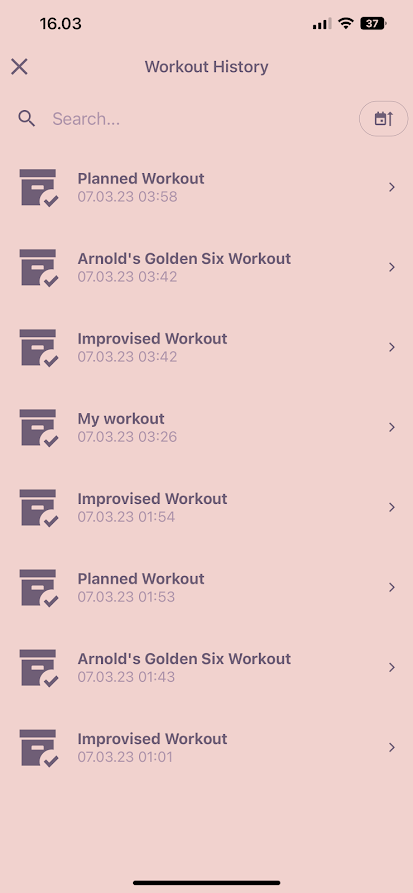 16.03
37
Workout History
Search...
Planned Workout
07.03.23 03:58
Arnold's Golden Six Workout
07.03.23 03:42
Improvised Workout
07.03.23 03:42
My workout
07.03.23 03:26
Improvised Workout
07.03.23 01:54
Planned Workout
07.03.23 01:53
Arnold's Golden Six Workout
07.03.23 01:43
Improvised Workout
07.03.23 01:01